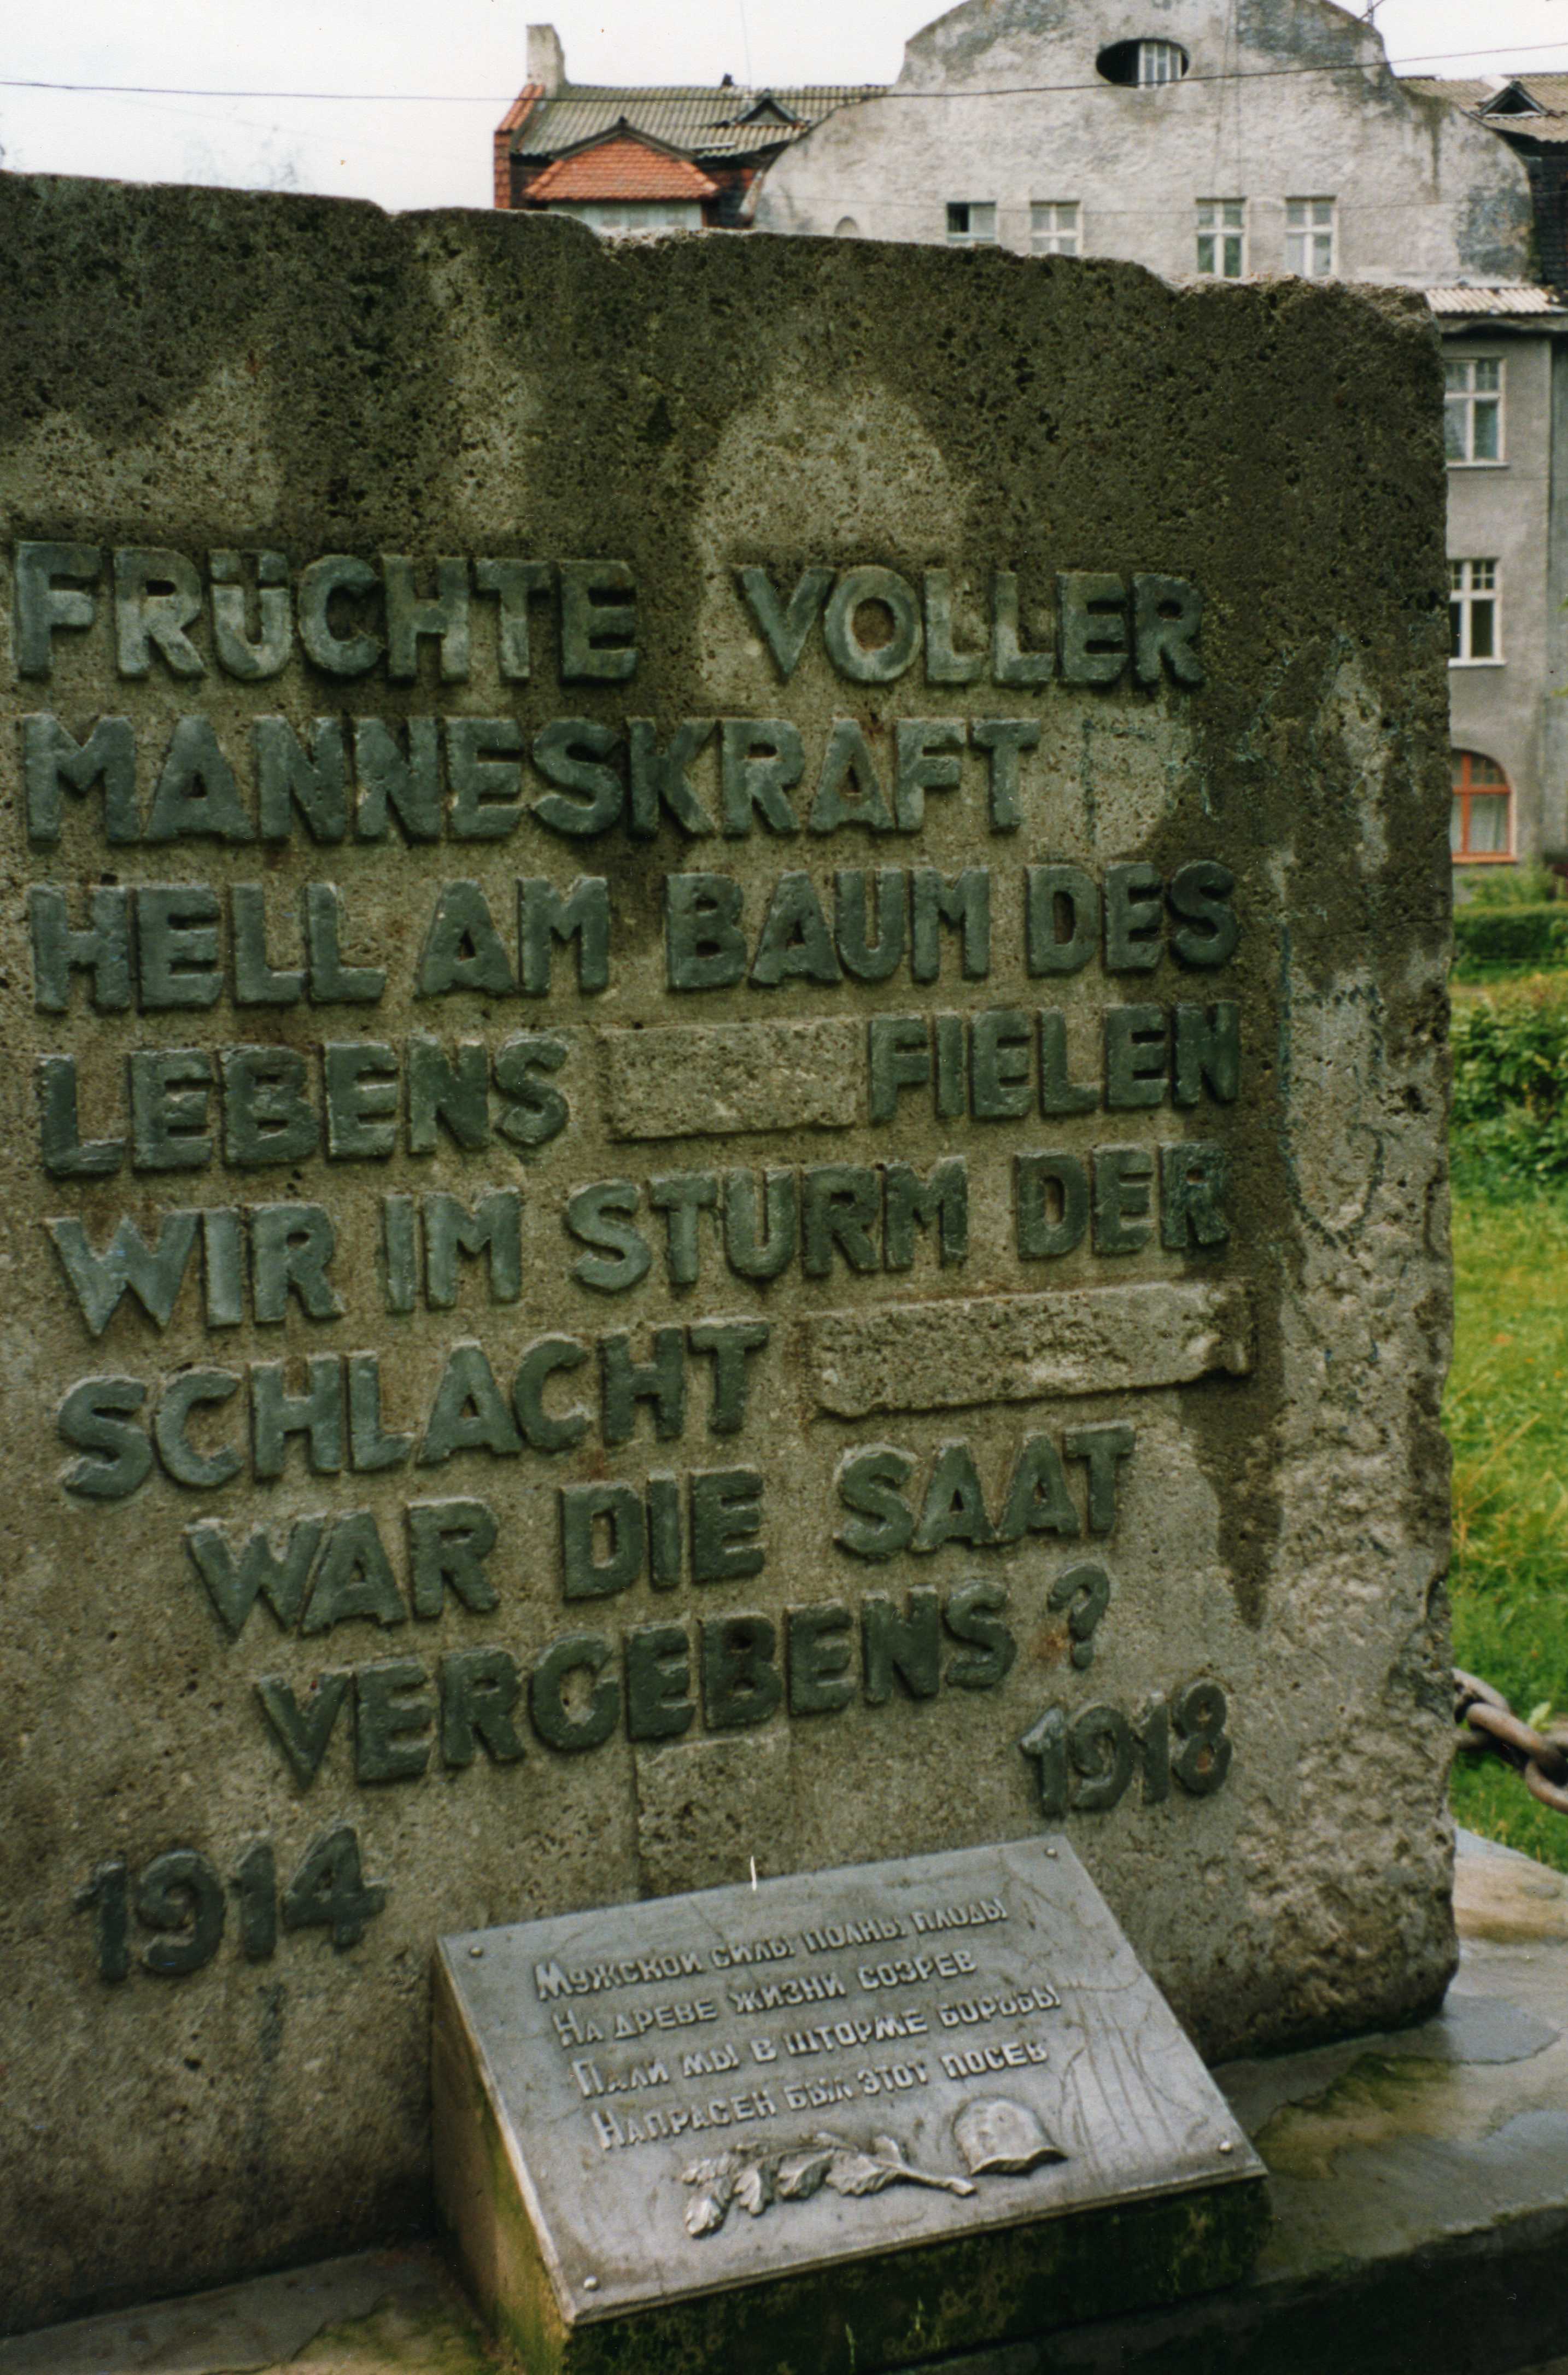 FRÜCHTE VOLLER
MANNESKRAFT
HELL AM BAUM DES
LEBENS FIELEN
WIR IM STURM DER
SCHLACHT
WAR DIE SAAT
VERGEBENS?
1914 1918
МУЖСКОЙ СИЛЫ ПОЛНЫ ПЛОДЫ
НА ДРЕВЕ ЖИЗНИ СОЗРЕВ
ПАЛИ МЫ В ШТОРМЕ БОРЬБЫ
НАПРАСЕН БЫЛ ЭТОТ ПОСЕВ